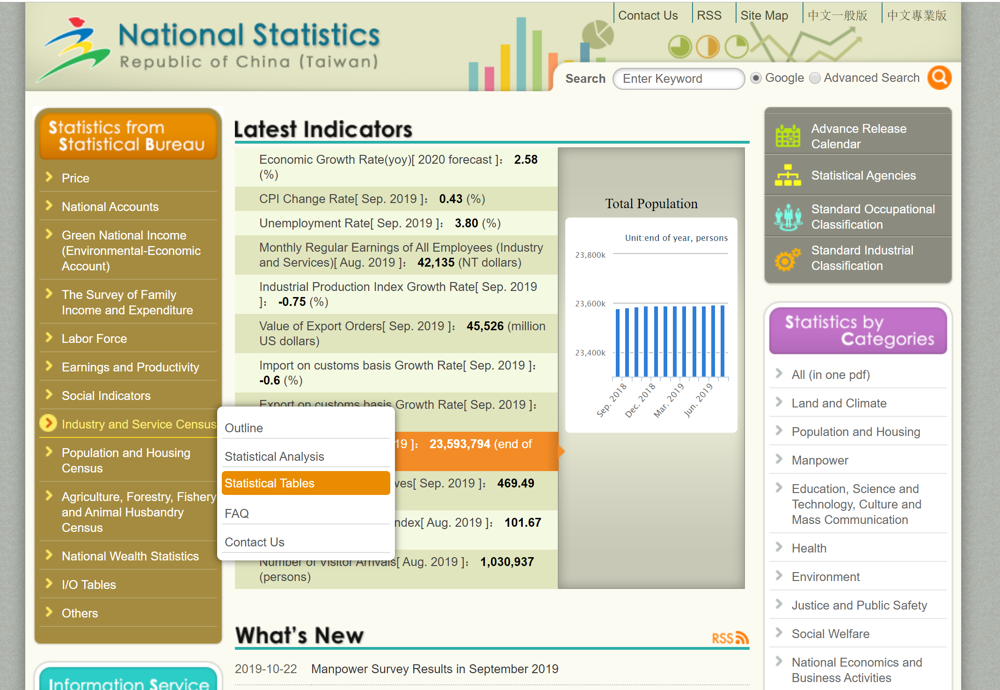 Contact Us
RSS
Site Map
中文一般版
中文專業版
National Statistics
Republic of China (Taiwan)
Search
Enter Keyword
Google
Advanced Search
Statistics from
Statistical Bureau
Price
National Accounts
Green National Income
(Environmental-Economic
Account)
The Survey of Family
Income and Expenditure
Labor Force
Earnings and Productivity
Social Indicators
Industry and Service Census
Population and Housing
Census
Agriculture, Forestry, Fishery
and Animal Husbandry
Census
National Wealth Statistics
I/O Tables
Others
Information Service
Outline
Statistical Analysis
Statistical Tables
FAQ
Contact Us
Latest Indicators
Economic Growth Rate(yoy)[ 2020 forecast ]： 2.58
(%)
CPI Change Rate[ Sep. 2019 ]： 0.43 (%)
Unemployment Rate[ Sep. 2019 ]： 3.80 (%)
Monthly Regular Earnings of All Employees (Industry
and Services)[ Aug. 2019 ]： 42,135 (NT dollars)
Industrial Production Index Growth Rate[ Sep. 2019
]： -0.75 (%)
Value of Export Orders[ Sep. 2019 ]： 45,526 (million
US dollars)
Import on customs basis Growth Rate[ Sep. 2019 ]：
-0.6 (%)
Export on customs basis Growth Rate[ Sep. 2019 ]：
19 ]： 23,593,794 (end of
ves[ Sep. 2019 ]： 469.49
ndex[ Aug. 2019 ]： 101.67
Number of Visitor Arrivals[ Aug. 2019 ]： 1,030,937
(persons)
Total Population
Unit:end of year, persons
23,800k
23,600k
23,400k
Sep. 2018
Dec. 2018
Mar. 2019
Jun. 2019
What's New
RSS
2019-10-22 Manpower Survey Results in September 2019
Advance Release
Calendar
Statistical Agencies
Standard Occupational
Classification
Standard Industrial
Classification
Statistics by
Categories
All (in one pdf)
Land and Climate
Population and Housing
Manpower
Education, Science and
Technology, Culture and
Mass Communication
Health
Environment
Justice and Public Safety
Social Welfare
National Economics and
Business Activities